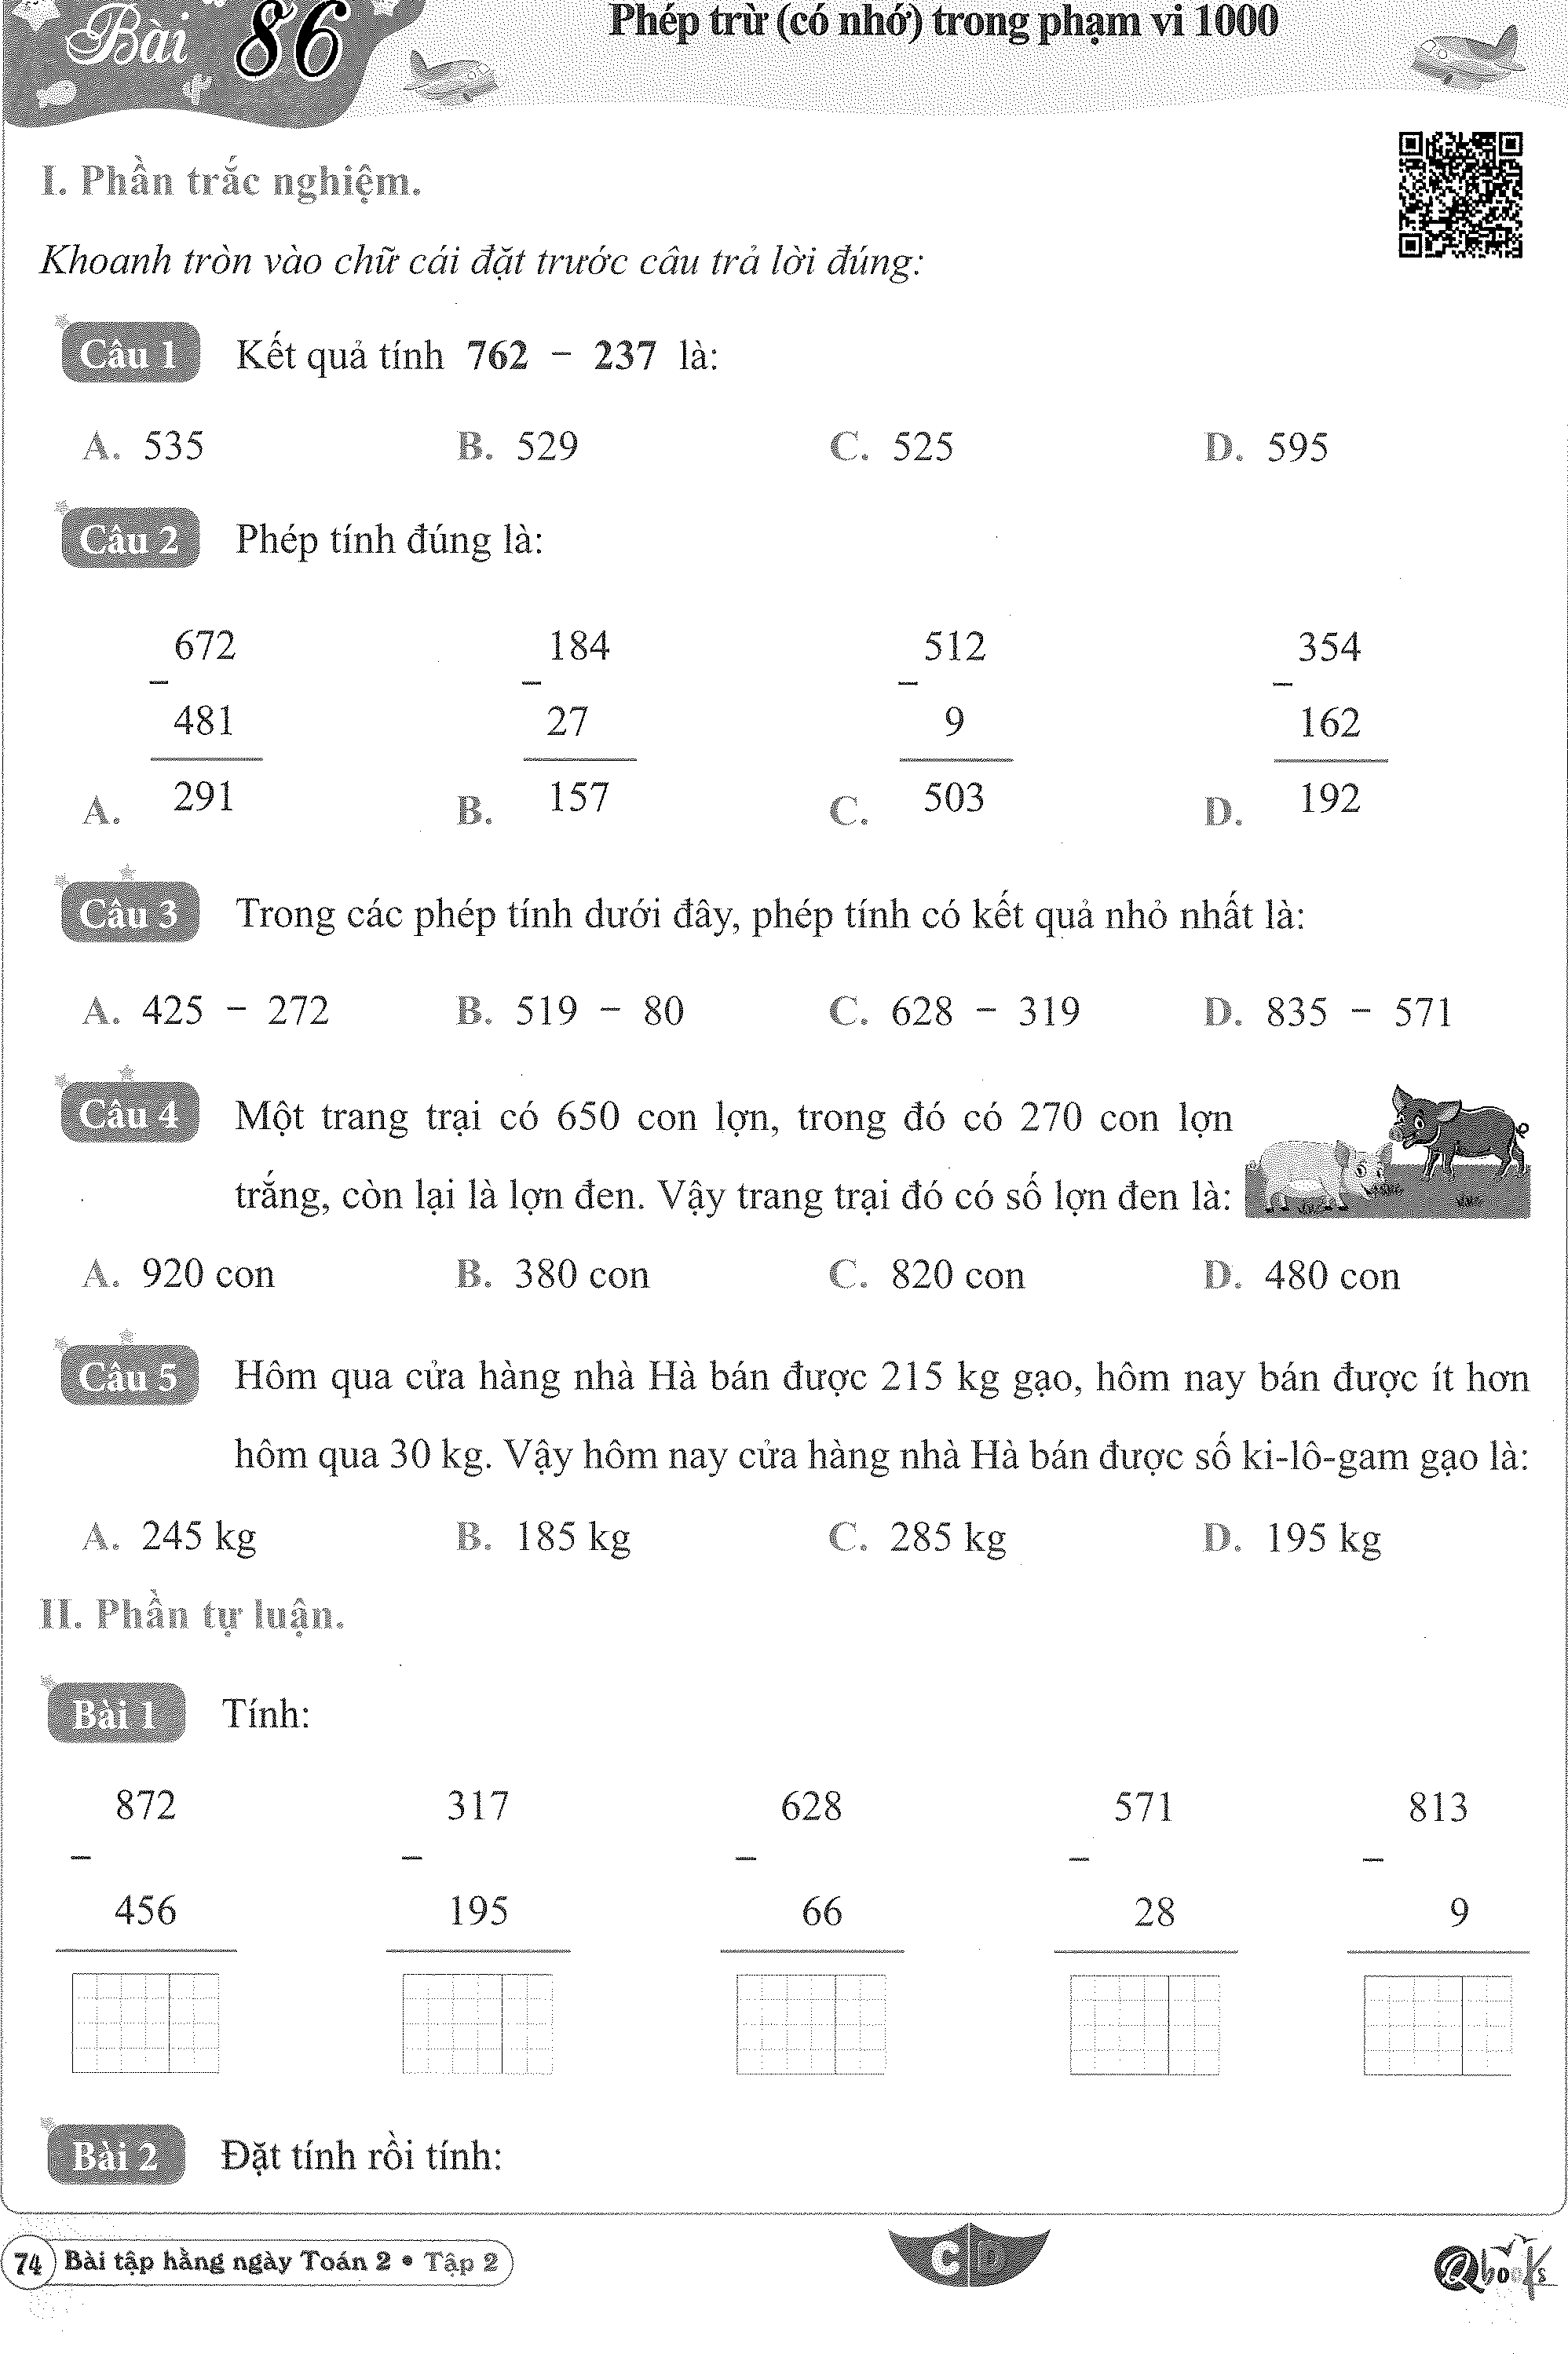 Bài 86
Phép trừ (có nhớ) trong phạm vi 1000
I. Phần trắc nghiệm.
Khoanh tròn vào chữ cái đặt trước câu trả lời đúng:
Câu 1 Kết quả tính 762 - 237 là:
A. 535 B. 529 C. 525 D. 595
Câu 2 Phép tính đúng là:
672 184 512 354
- - - -
481 27 9 162
A. 291 B. 157 C. 503 D. 192
Câu 3 Trong các phép tính dưới đây, phép tính có kết quả nhỏ nhất là:
A. 425 - 272 B. 519 - 80 C. 628 - 319 D. 835 - 571
Câu 4 Một trang trại có 650 con lợn, trong đó có 270 con lợn
trắng, còn lại là lợn đen. Vậy trang trại đó có số lợn đen là:
A. 920 con B. 380 con C. 820 con D. 480 con
Câu 5 Hôm qua cửa hàng nhà Hà bán được 215 kg gạo, hôm nay bán được ít hơn
hôm qua 30 kg. Vậy hôm nay cửa hàng nhà Hà bán được số ki-lô-gam gạo là:
A. 245 kg B. 185 kg C. 285 kg D. 195 kg
II. Phần tự luận.
Bài 1 Tính:
872 317 628 571 813
- - - - -
456 195 66 28 9
Bài 2 Đặt tính rồi tính:
74 Bài tập hằng ngày Toán 2 • Tập 2
C D
Qbooks